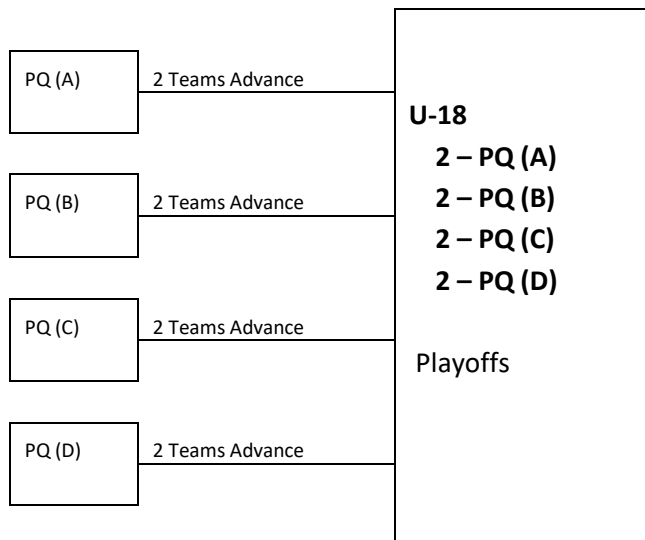 PQ (A)
2 Teams Advance
PQ (B)
2 Teams Advance
PQ (C)
2 Teams Advance
PQ (D)
2 Teams Advance
U-18
2 – PQ (A)
2 – PQ (B)
2 – PQ (C)
2 – PQ (D)
Playoffs